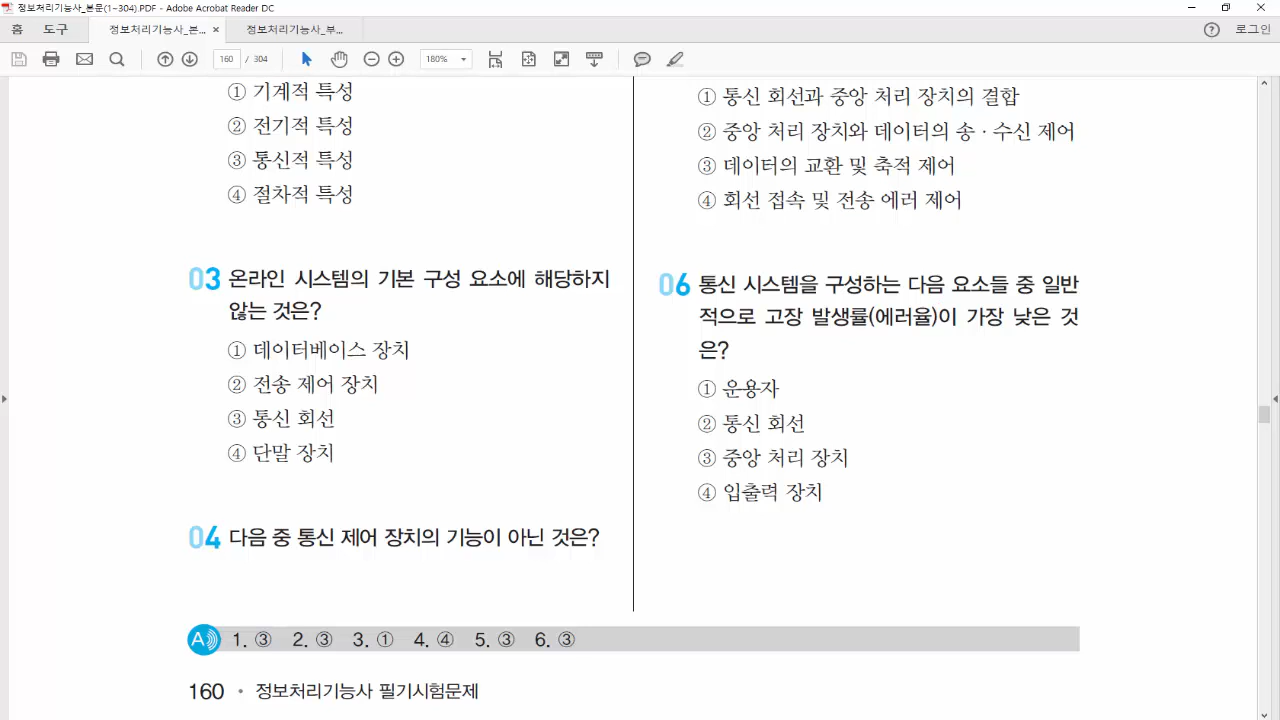 정보처리기능사_본문(1~304).PDF - Adobe Acrobat Reader DC
홈 도구 정보처리기능사_본... × 정보처리기능사_부... 로그인
160 / 304 180%
① 기계적 특성
② 전기적 특성
③ 통신적 특성
④ 절차적 특성
03 온라인 시스템의 기본 구성 요소에 해당하지
않는 것은?
① 데이터베이스 장치
② 전송 제어 장치
③ 통신 회선
④ 단말 장치
04 다음 중 통신 제어 장치의 기능이 아닌 것은?
① 통신 회선과 중앙 처리 장치의 결합
② 중앙 처리 장치와 데이터의 송·수신 제어
③ 데이터의 교환 및 축적 제어
④ 회선 접속 및 전송 에러 제어
06 통신 시스템을 구성하는 다음 요소들 중 일반
적으로 고장 발생률(에러율)이 가장 낮은 것
은?
① 운용자
② 통신 회선
③ 중앙 처리 장치
④ 입출력 장치
A 1. ③ 2. ③ 3. ① 4. ④ 5. ③ 6. ③
160 • 정보처리기능사 필기시험문제